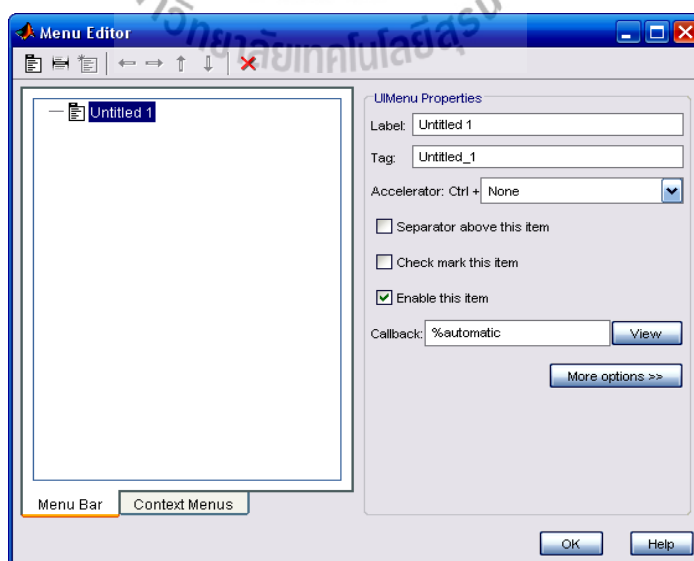 Menu Editor
Untitled 1
UIMenu Properties
Label: Untitled 1
Tag: Untitled_1
Accelerator: Ctrl + None
Separator above this item
Check mark this item
Enable this item
Callback: %automatic View
More options >>
Menu Bar Context Menus
OK Help